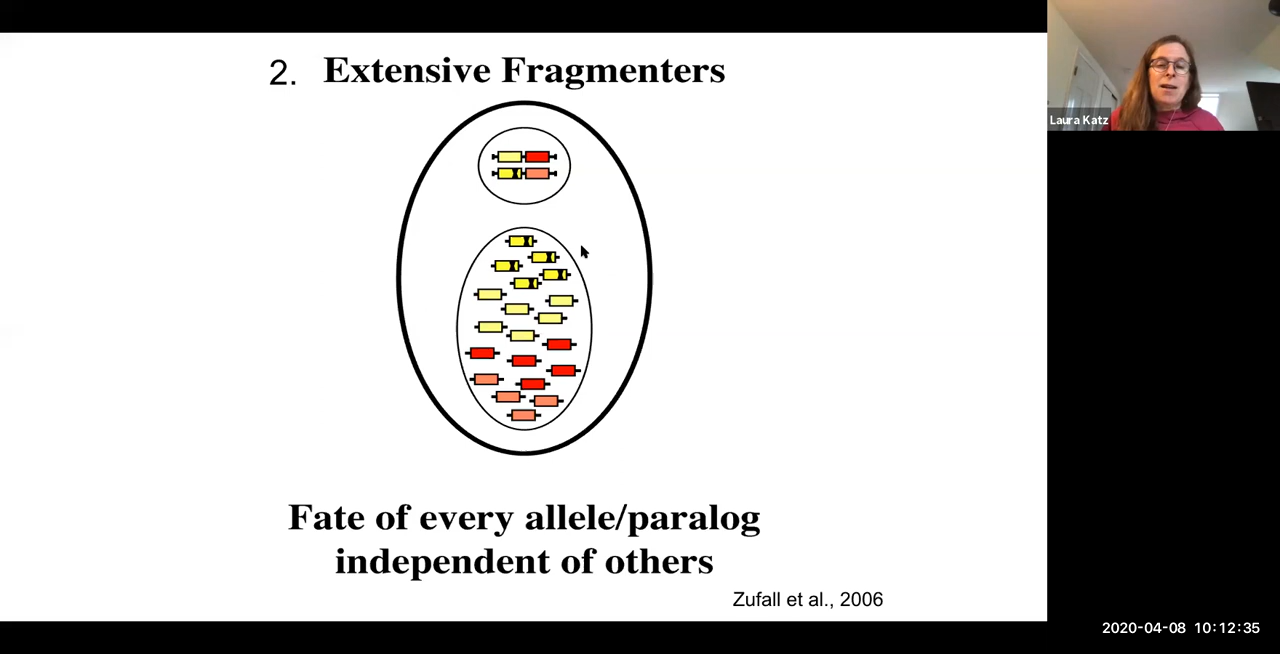 2. Extensive Fragmenters
Laura Katz
Fate of every allele/paralog
independent of others
Zufall et al., 2006
2020-04-08 10:12:35